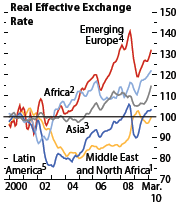 Real Effective Exchange
Rate
150
Emerging
Europe4
140
130
Africa2
120
110
Asia3
100
90
Latin
America5
Middle East
and North Africa1
80
70
2000 02 04 06 08 Mar.
10